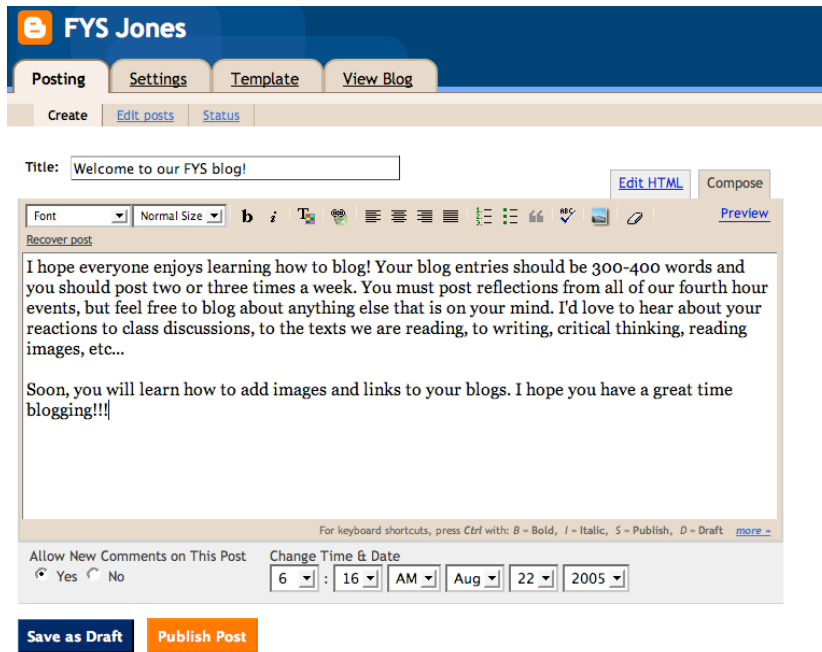 FYS Jones
Posting Settings Template View Blog
Create Edit posts Status
Title: Welcome to our FYS blog!
Edit HTML Compose
Font Normal Size b i T ABC Preview
Recover post
I hope everyone enjoys learning how to blog! Your blog entries should be 300-400 words and
you should post two or three times a week. You must post reflections from all of our fourth hour
events, but feel free to blog about anything else that is on your mind. I'd love to hear about your
reactions to class discussions, to the texts we are reading, to writing, critical thinking, reading
images, etc...
Soon, you will learn how to add images and links to your blogs. I hope you have a great time
blogging!!!
For keyboard shortcuts, press Ctrl with: B = Bold, I = Italic, S = Publish, D = Draft more »
Allow New Comments on This Post Change Time & Date
Yes No 6 : 16 AM Aug 22 2005
Save as Draft Publish Post